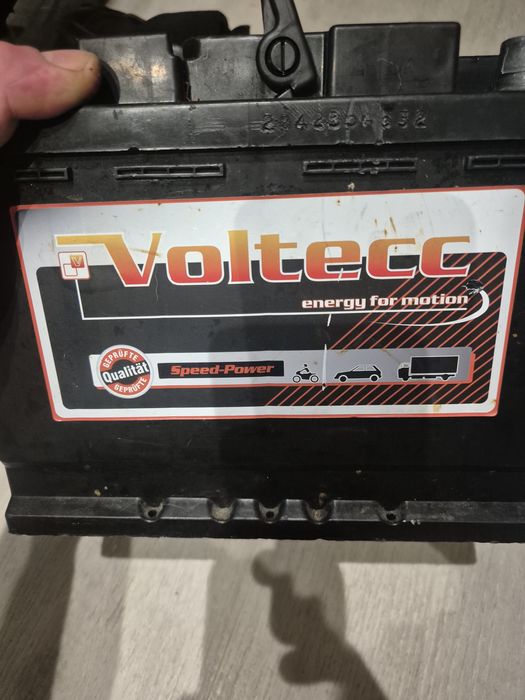 Voltecc
energy for motion
GEPRÜFTE
Qualität
GEPRÜFTE
Speed-Power